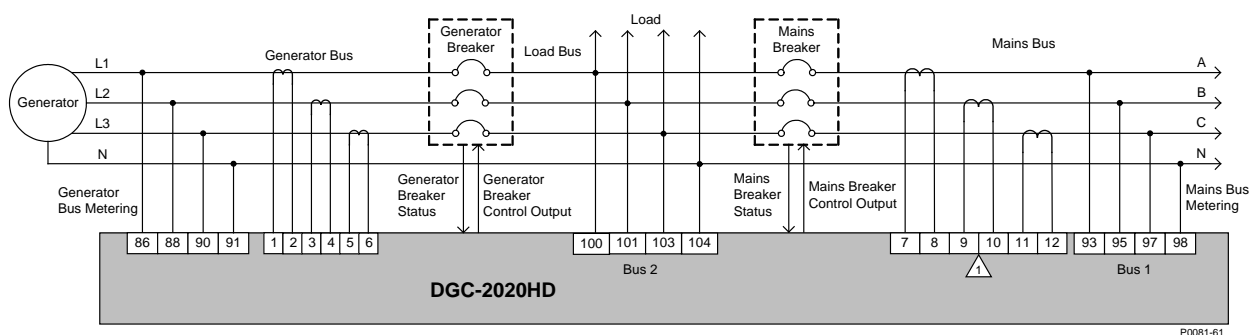 Load
Generator
Breaker
Mains
Breaker
Generator Bus
Load Bus
Mains Bus
L1
A
Generator
L2
B
L3
C
N
N
Generator
Bus Metering
Generator
Breaker
Status
Generator
Breaker
Control Output
Mains
Breaker
Status
Mains Breaker
Control Output
Mains Bus
Metering
86 88 90 91 1 2 3 4 5 6 100 101 103 104 7 8 9 10 11 12 93 95 97 98
Bus 2
1
Bus 1
DGC-2020HD
P0081-61